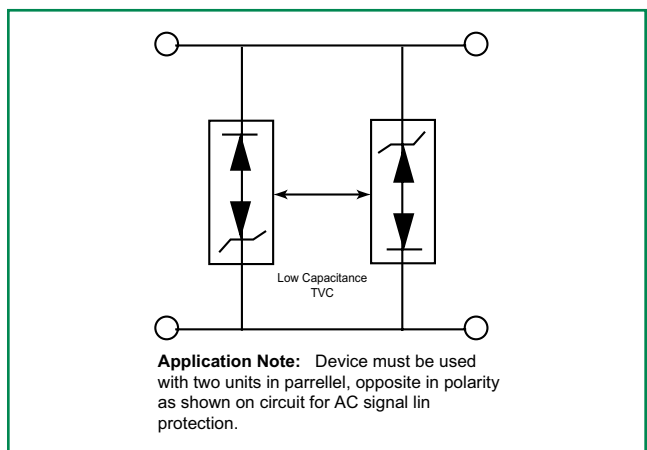 Low Capacitance
TVC
Application Note: Device must be used
with two units in parrellel, opposite in polarity
as shown on circuit for AC signal lin
protection.